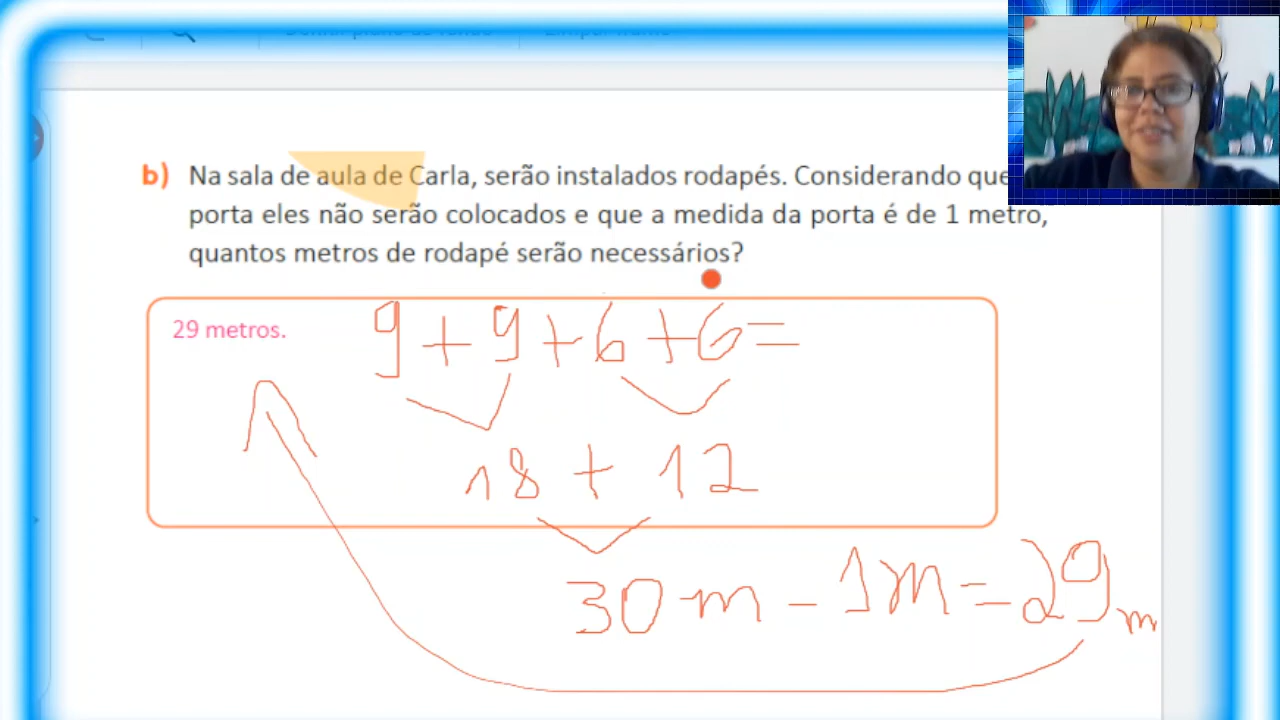 b) Na sala de aula de Carla, serão instalados rodapés. Considerando que
porta eles não serão colocados e que a medida da porta é de 1 metro,
quantos metros de rodapé serão necessários?
29 metros.
9 + 9 + 6 + 6 =
18 + 12
30 m - 1 m = 29 m